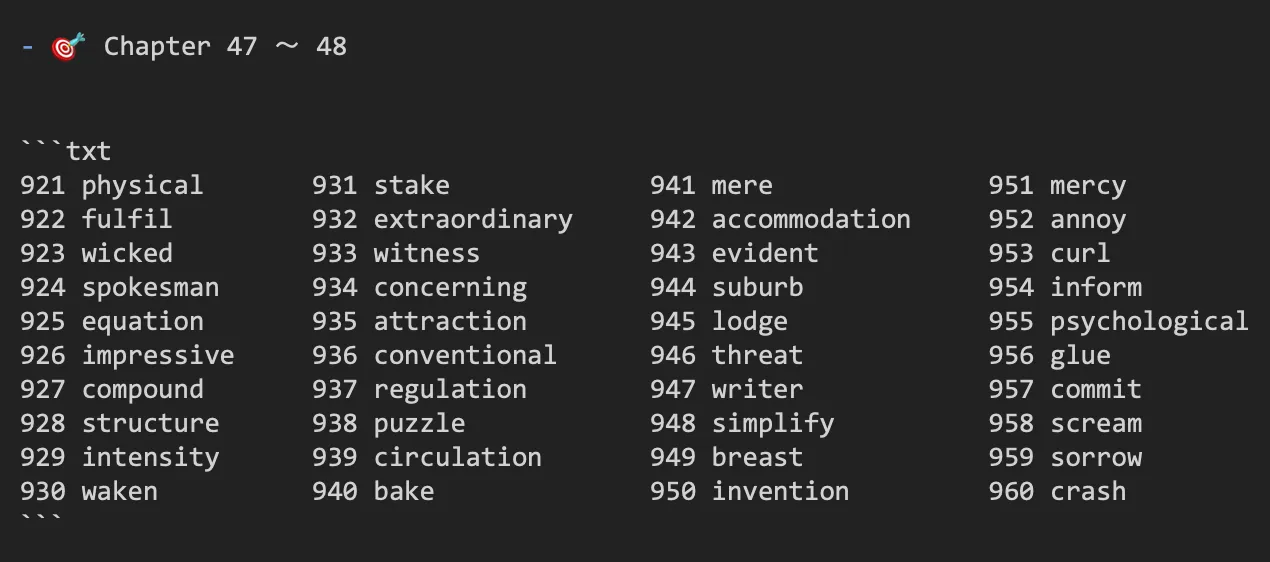 - 🎯 Chapter 47 ～ 48
```txt
921 physical 931 stake 941 mere 951 mercy
922 fulfil 932 extraordinary 942 accommodation 952 annoy
923 wicked 933 witness 943 evident 953 curl
924 spokesman 934 concerning 944 suburb 954 inform
925 equation 935 attraction 945 lodge 955 psychological
926 impressive 936 conventional 946 threat 956 glue
927 compound 937 regulation 947 writer 957 commit
928 structure 938 puzzle 948 simplify 958 scream
929 intensity 939 circulation 949 breast 959 sorrow
930 waken 940 bake 950 invention 960 crash
```